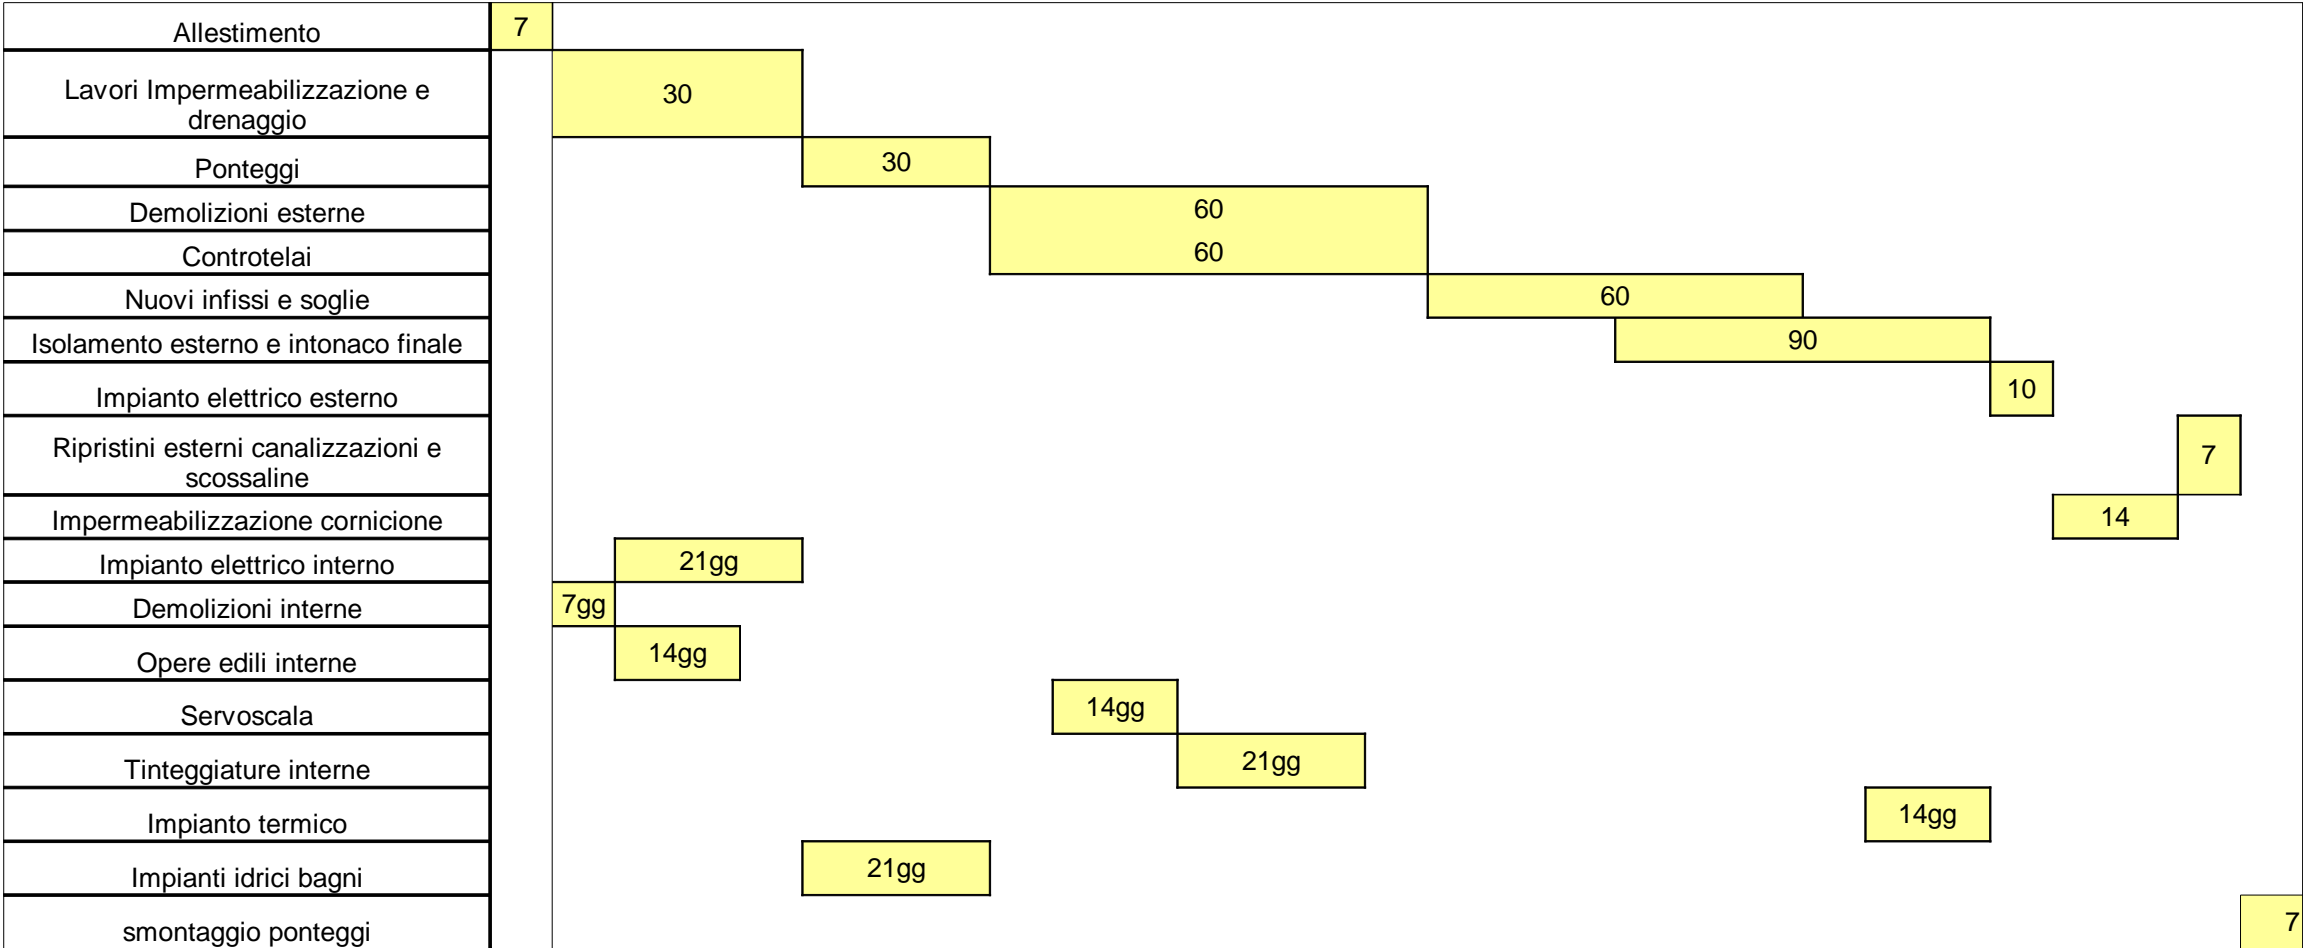 Allestimento
7
Lavori Impermeabilizzazione e
drenaggio
30
Ponteggi
30
Demolizioni esterne
60
Controtelai
60
Nuovi infissi e soglie
60
Isolamento esterno e intonaco finale
90
Impianto elettrico esterno
10
Ripristini esterni canalizzazioni e
scossaline
7
Impermeabilizzazione cornicione
14
Impianto elettrico interno
21gg
Demolizioni interne
7gg
Opere edili interne
14gg
Servoscala
14gg
Tinteggiature interne
21gg
Impianto termico
14gg
Impianti idrici bagni
21gg
smontaggio ponteggi
7